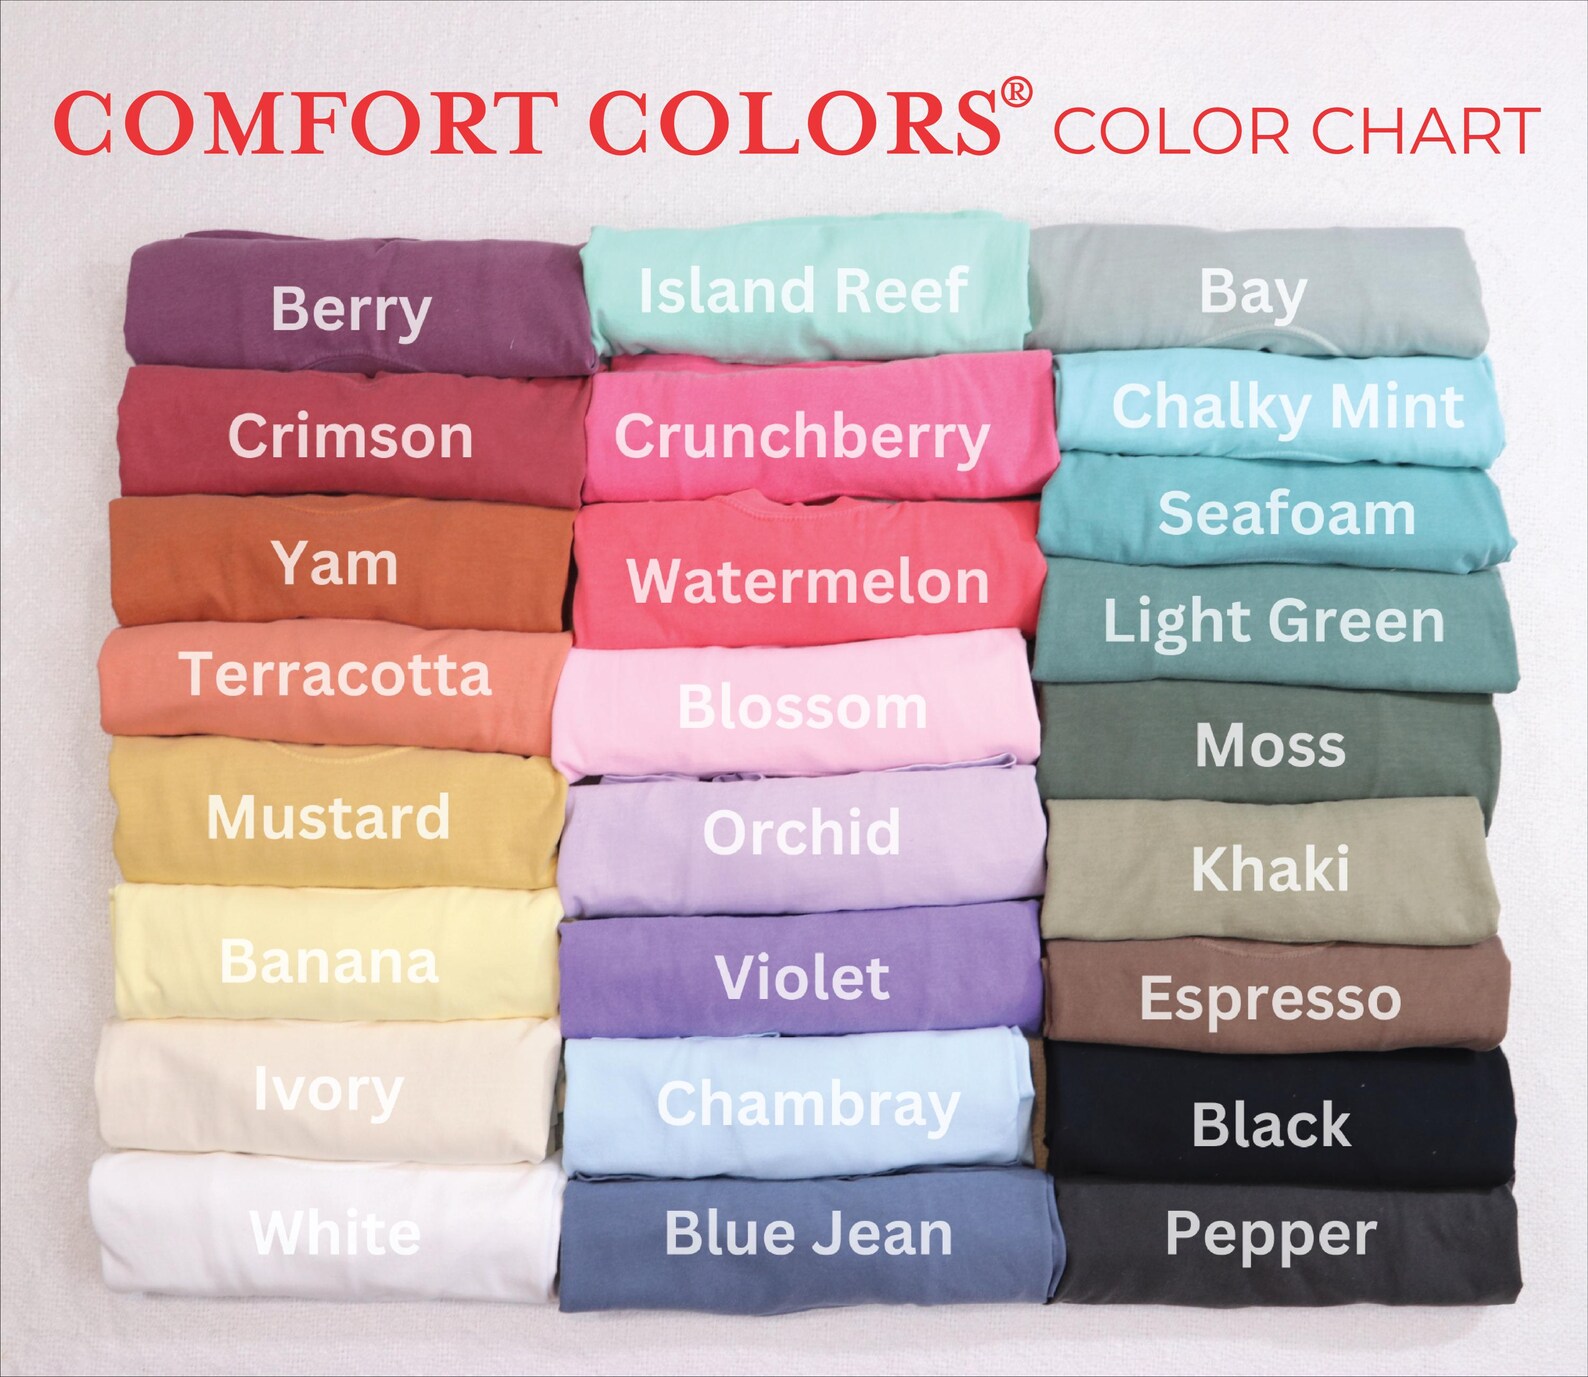 COMFORT COLORS® COLOR CHART
Berry
Crimson
Yam
Terracotta
Mustard
Banana
Ivory
White
Island Reef
Crunchberry
Watermelon
Blossom
Orchid
Violet
Chambray
Blue Jean
Bay
Chalky Mint
Seafoam
Light Green
Moss
Khaki
Espresso
Black
Pepper